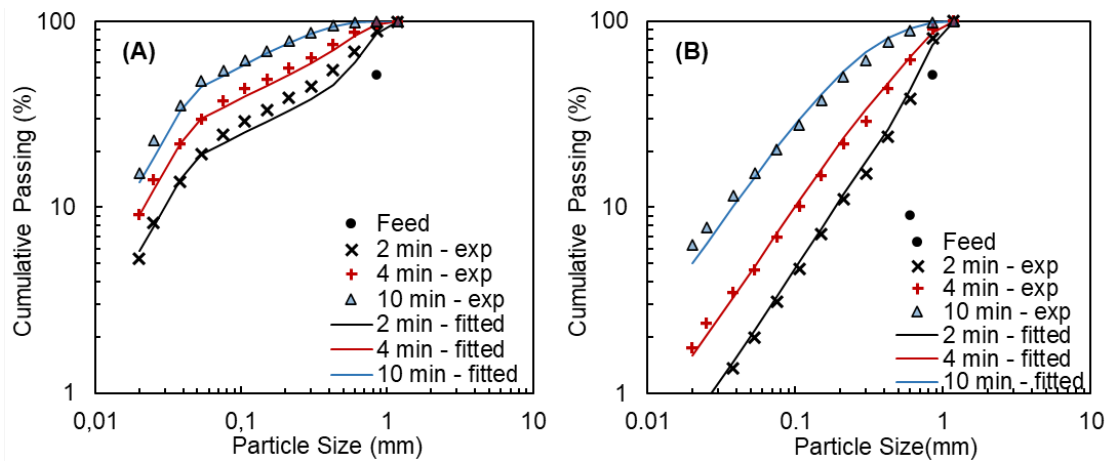 (A)
Cumulative Passing (%)
100
10
1
Feed
2 min - exp
4 min - exp
10 min - exp
2 min - fitted
4 min - fitted
10 min - fitted
0,01 0,1 1 10
Particle Size (mm)
(B)
Cumulative Passing (%)
100
10
1
Feed
2 min - exp
4 min - exp
10 min - exp
2 min - fitted
4 min - fitted
10 min - fitted
0.01 0.1 1 10
Particle Size(mm)